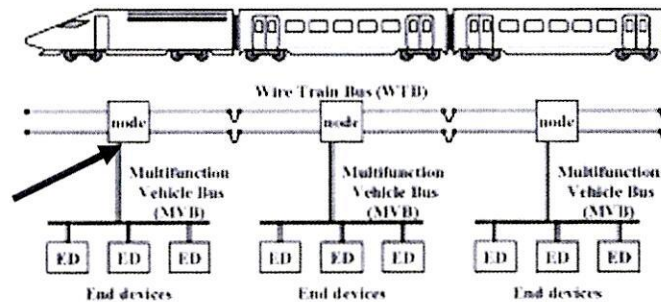 Wire Train Bus (WTB)
node
node
node
Multifunction
Vehicle Bus
(MVB)
Multifunction
Vehicle Bus
(MVB)
Multifunction
Vehicle Bus
(MVB)
ED
ED
ED
ED
ED
ED
ED
ED
ED
End devices
End devices
End devices